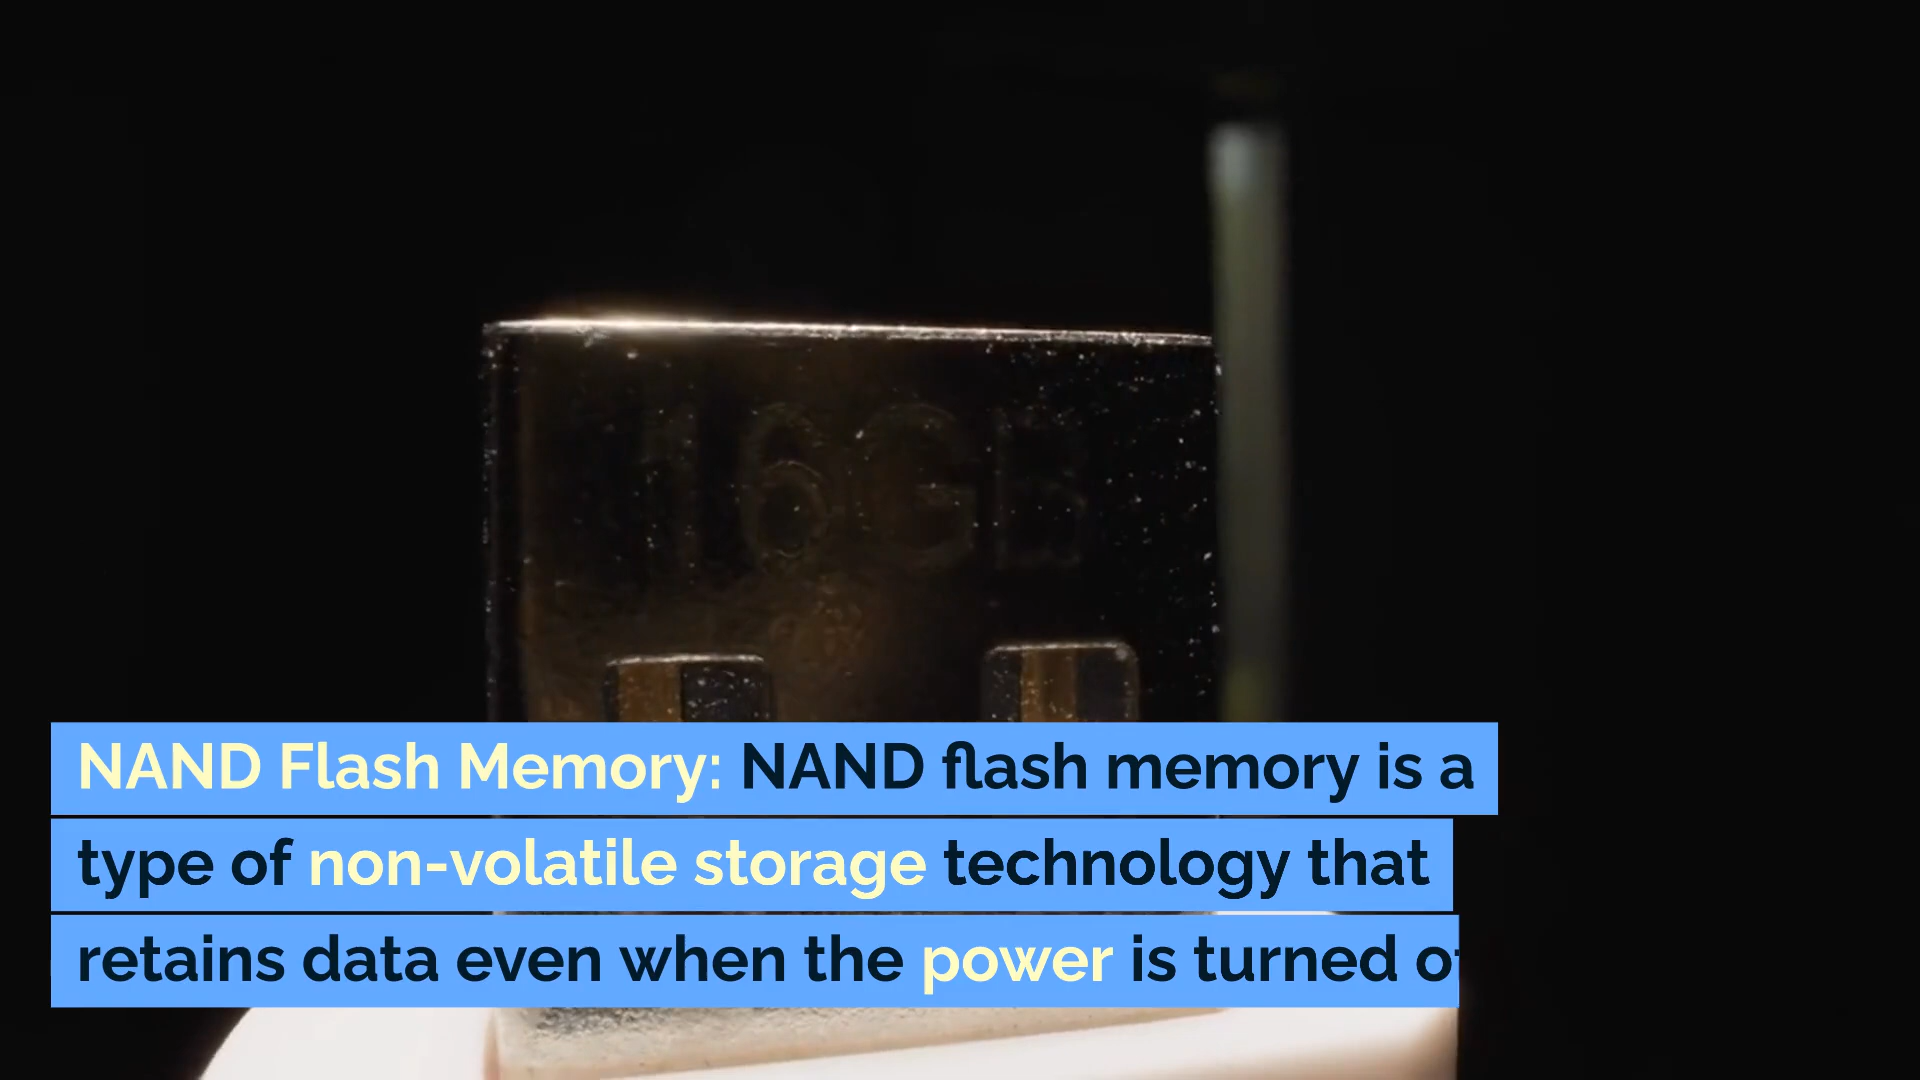 16GB
NAND Flash Memory: NAND flash memory is a
type of non-volatile storage technology that
retains data even when the power is turned